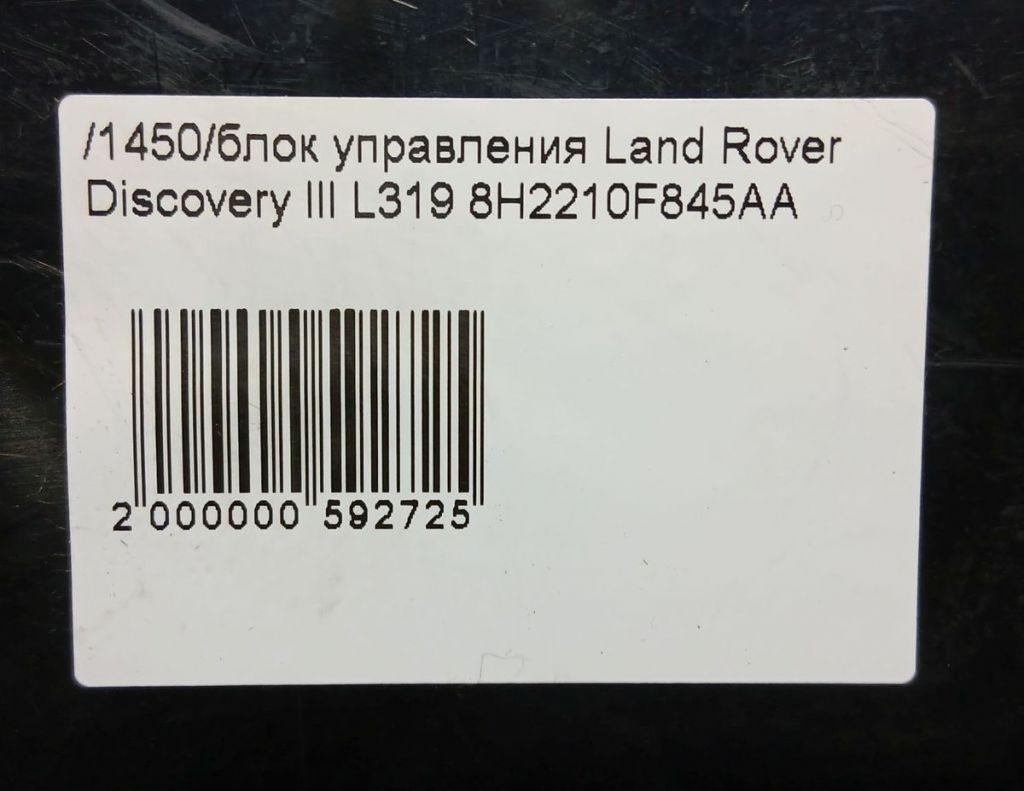 /1450/блок управления Land Rover
Discovery III L319 8H2210F845AA
2 000000 592725